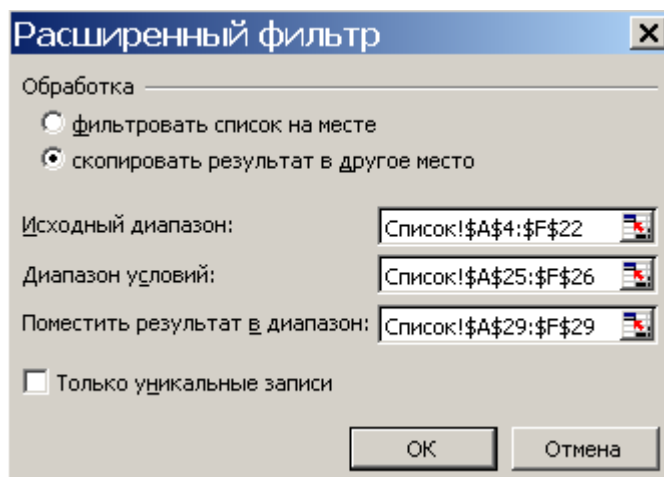 Расширенный фильтр
Обработка
фильтровать список на месте
скопировать результат в другое место
Исходный диапазон: Список!$A$4:$F$22
Диапазон условий: Список!$A$25:$F$26
Поместить результат в диапазон: Список!$A$29:$F$29
Только уникальные записи
ОК Отмена